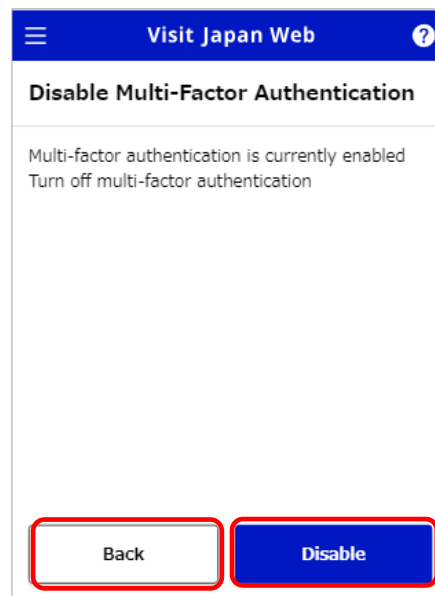 Visit Japan Web ?
Disable Multi-Factor Authentication
Multi-factor authentication is currently enabled
Turn off multi-factor authentication
Back Disable